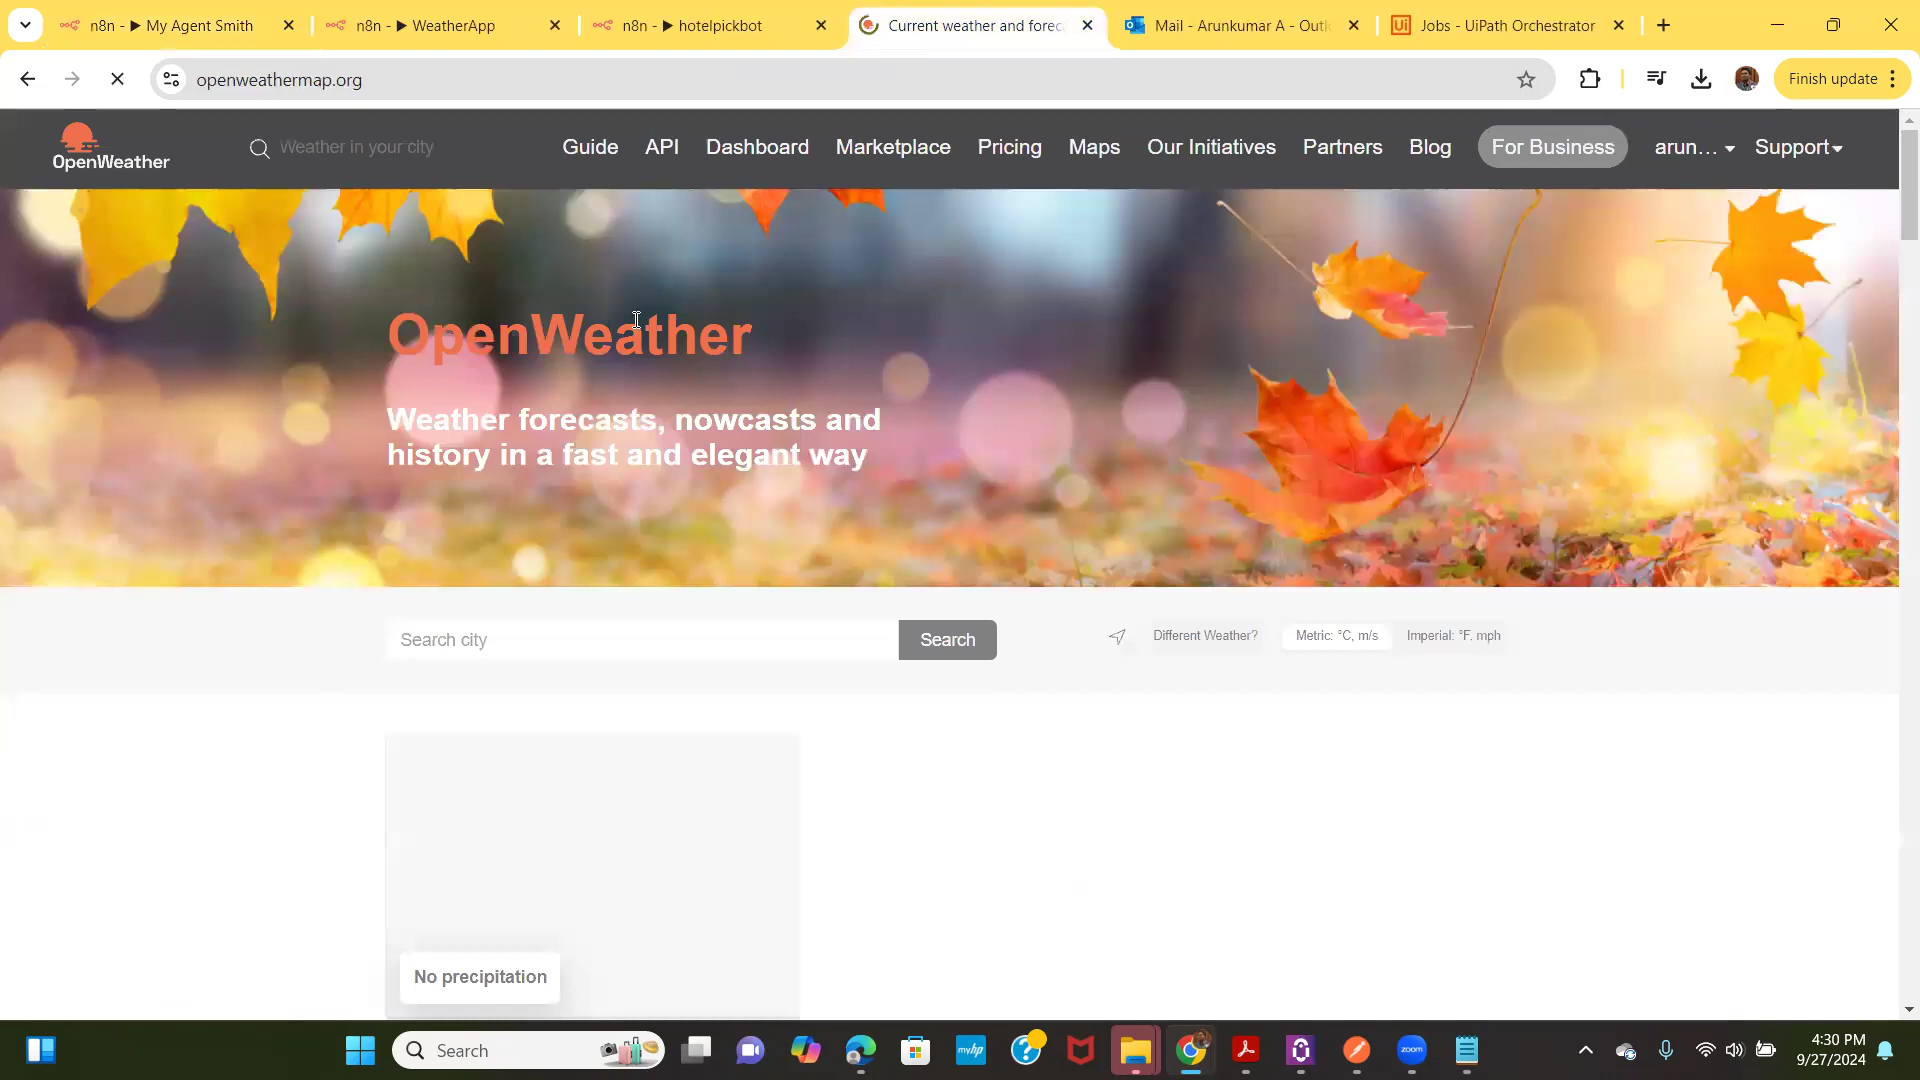 n8n - ▶ My Agent Smith
n8n - ▶ WeatherApp
n8n - ▶ hotelpickbot
Current weather and foreca
Mail - Arunkumar A - Outl
Jobs - UiPath Orchestrator
openweathermap.org
Finish update
OpenWeather
Weather in your city
Guide
API
Dashboard
Marketplace
Pricing
Maps
Our Initiatives
Partners
Blog
For Business
arun...
Support
OpenWeather
Weather forecasts, nowcasts and
history in a fast and elegant way
Search city
Search
Different Weather?
Metric: °C, m/s
Imperial: °F, mph
No precipitation
Search
myhp
zoom
4:30 PM
9/27/2024